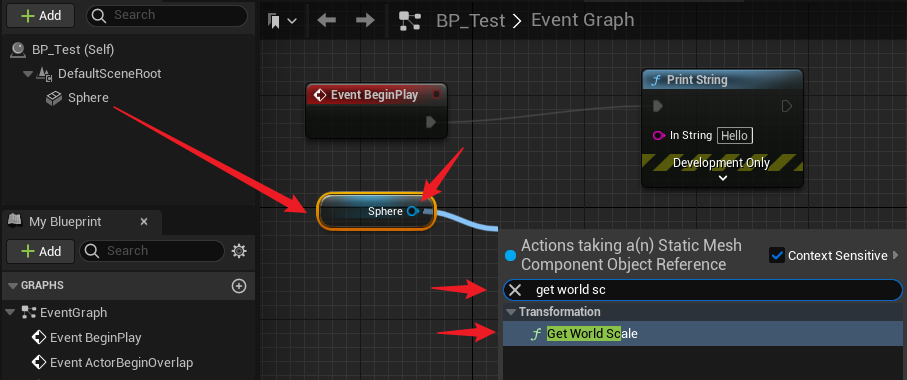 + Add
Search
BP_Test > Event Graph
BP_Test (Self)
DefaultSceneRoot
Sphere
Event BeginPlay
Print String
In String Hello
Development Only
Sphere
My Blueprint
+ Add
Search
GRAPHS
EventGraph
Event BeginPlay
Event ActorBeginOverlap
Actions taking a(n) Static Mesh
Component Object Reference
Context Sensitive
get world sc
Transformation
f Get World Scale